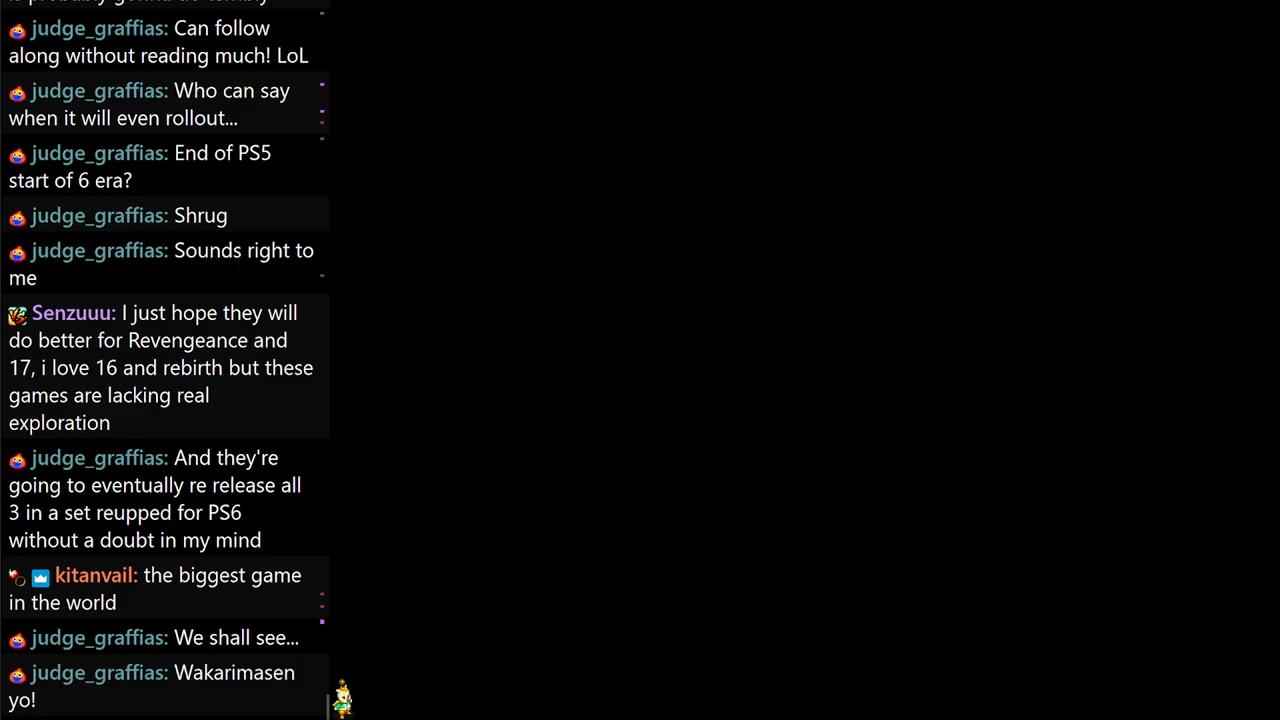 judge_graffias: Can follow
along without reading much! LoL
judge_graffias: Who can say
when it will even rollout...
judge_graffias: End of PS5
start of 6 era?
judge_graffias: Shrug
judge_graffias: Sounds right to
me
Senzuuu: I just hope they will
do better for Revengeance and
17, i love 16 and rebirth but these
games are lacking real
exploration
judge_graffias: And they're
going to eventually re release all
3 in a set reupped for PS6
without a doubt in my mind
kitanvail: the biggest game
in the world
judge_graffias: We shall see...
judge_graffias: Wakarimasen
yo!